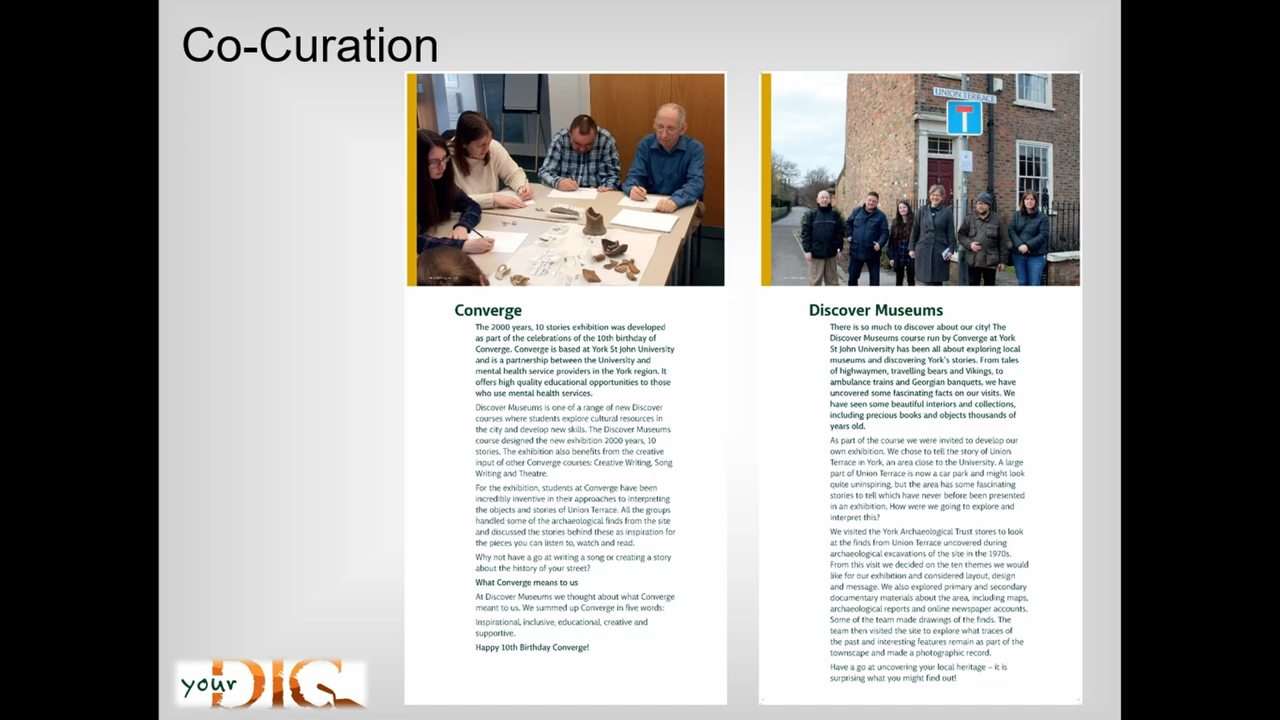 Co-Curation
UNION TERRACE
Converge
The 2000 years, 10 stories exhibition was developed
as part of the celebrations of the 10th birthday of
Converge. Converge is based at York St John University
and is a partnership between the University and
mental health service providers in the York region. It
offers high quality educational opportunities to those
who use mental health services.
Discover Museums is one of a range of new Discover
courses where students explore cultural resources in
the city and develop new skills. The Discover Museums
course designed the new exhibition 2000 years, 10
stories. The exhibition also benefits from the creative
input of other Converge courses: Creative Writing, Song
Writing and Theatre.
For the exhibition, students at Converge have been
incredibly inventive in their approaches to interpreting
the objects and stories of Union Terrace. All the groups
handled some of the archaeological finds from the site
and discussed the stories behind these as inspiration for
the pieces you can listen to, watch and read.
Why not have a go at writing a song or creating a story
about the history of your street?
What Converge means to us
At Discover Museums we thought about what Converge
meant to us. We summed up Converge in five words:
Inspirational, inclusive, educational, creative and
supportive.
Happy 10th Birthday Converge!
Discover Museums
There is so much to discover about our city! The
Discover Museums course run by Converge at York
St John University has been all about exploring local
museums and discovering York's stories. From tales
of highwaymen, travelling bears and Vikings, to
ambulance trains and Georgian banquets, we have
uncovered some fascinating facts on our visits. We
have seen some beautiful interiors and collections,
including precious books and objects thousands of
years old.
As part of the course we were invited to develop our
own exhibition. We chose to tell the story of Union
Terrace in York, an area close to the University. A large
part of Union Terrace is now a car park and might look
quite uninspiring, but the area has some fascinating
stories to tell which have never before been presented
in an exhibition. How were we going to explore and
interpret this?
We visited the York Archaeological Trust stores to look
at the finds from Union Terrace uncovered during
archaeological excavations of the site in the 1970s.
From this visit we decided on the ten themes we would
like for our exhibition and considered layout, design
and message. We also explored primary and secondary
documentary materials about the area, including maps,
archaeological reports and online newspaper accounts.
Some of the team made drawings of the finds. The
team then visited the site to explore what traces of
the past and interesting features remain as part of the
townscape and made a photographic record.
Have a go at uncovering your local heritage – it is
surprising what you might find out!
your DIG